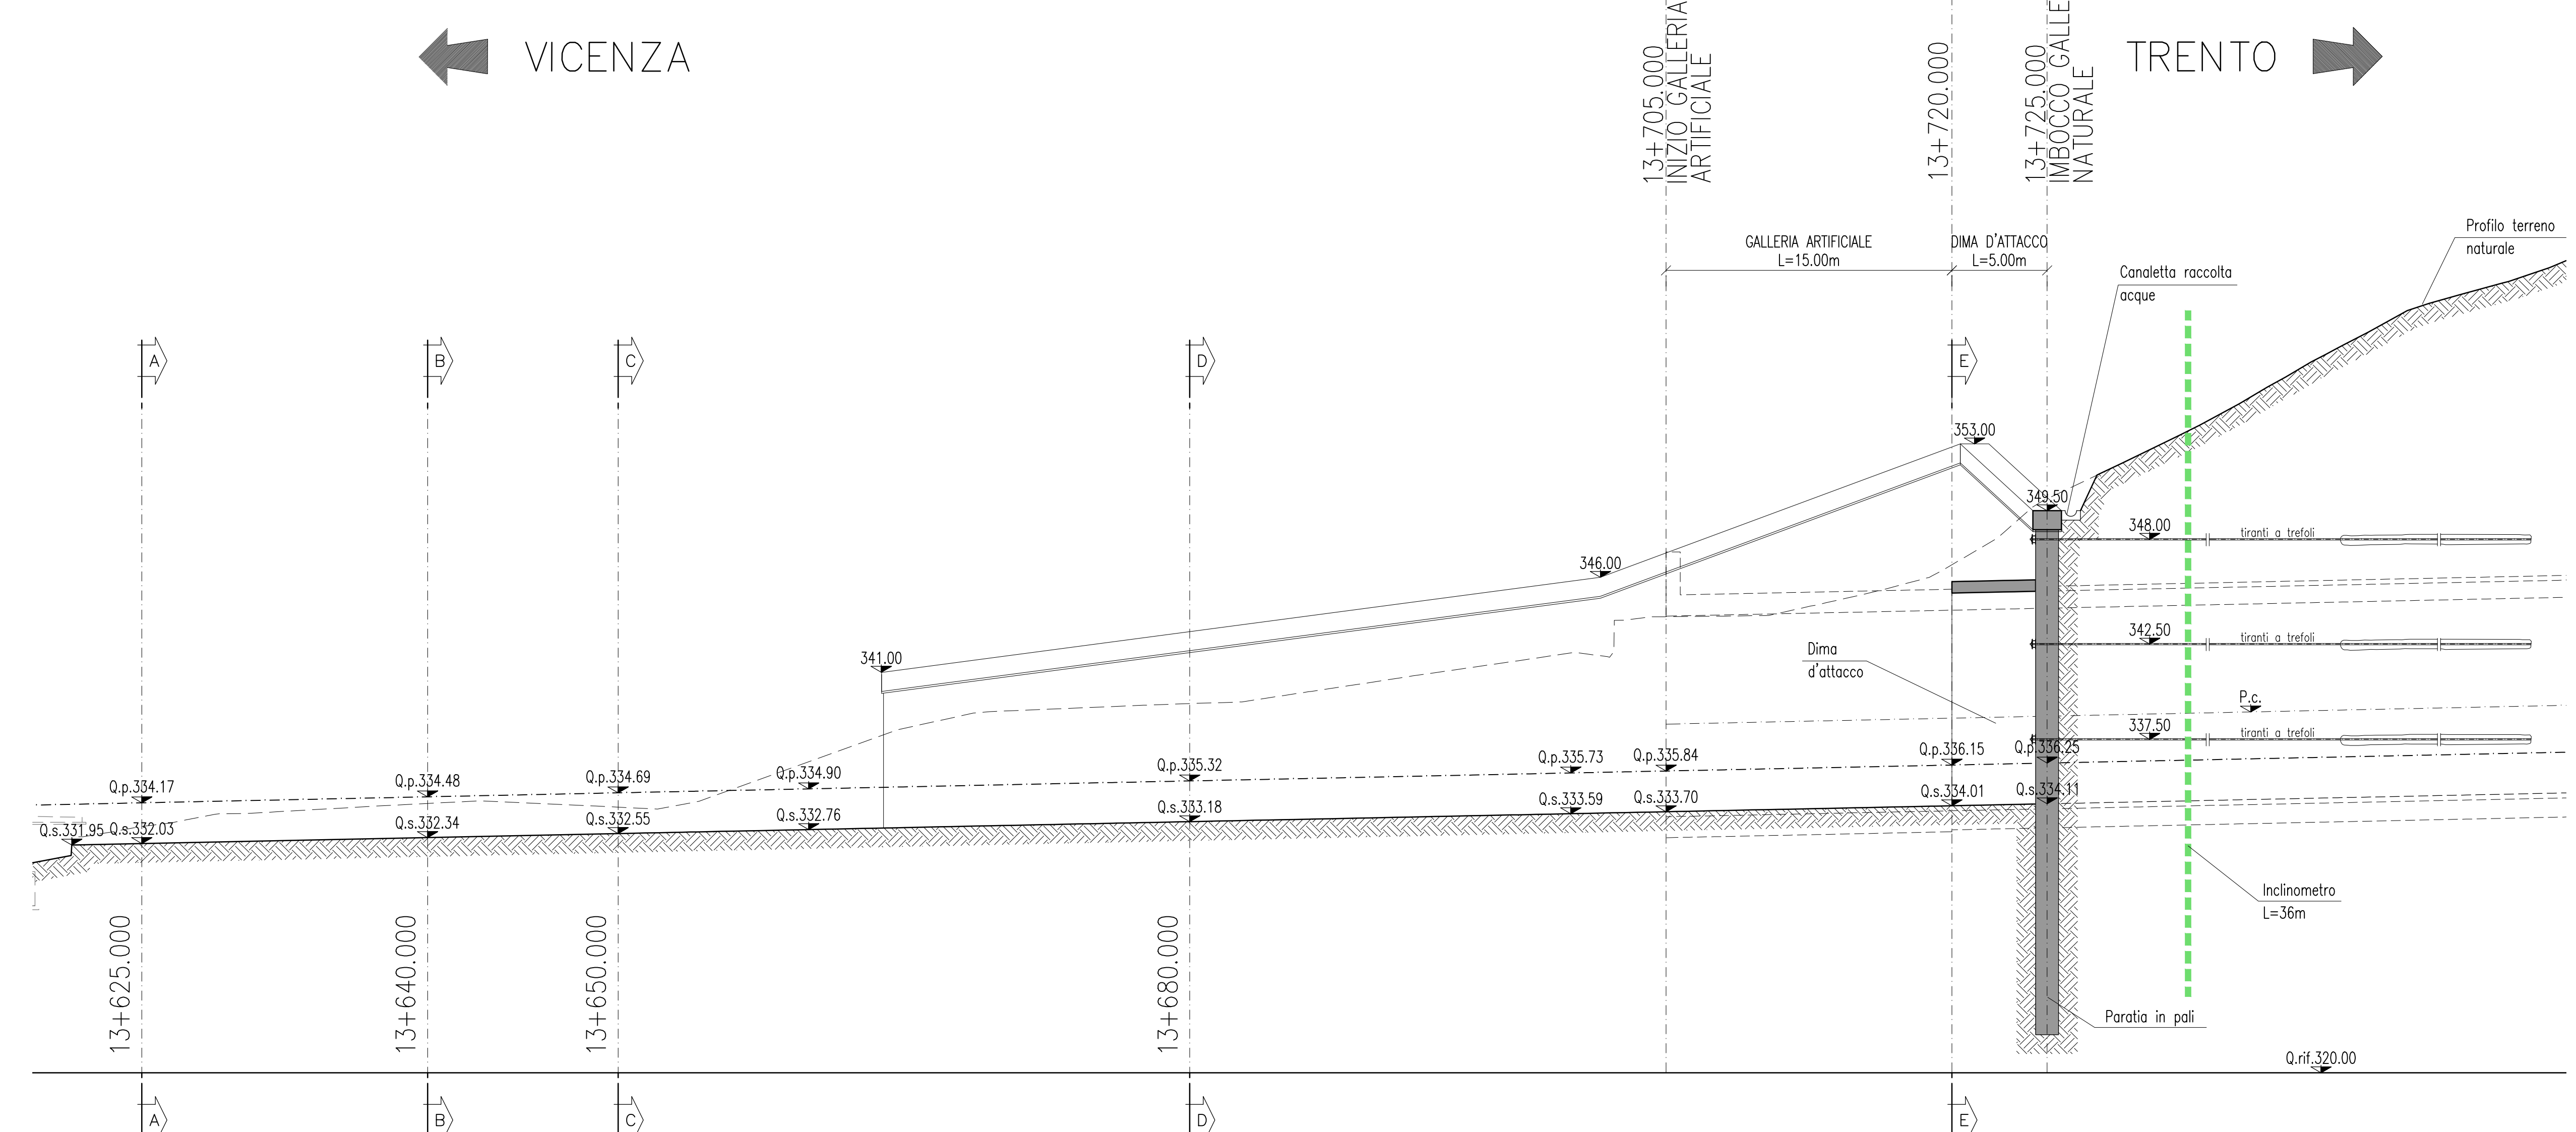 VICENZA
TRENTO
13+705.000
INIZIO GALLERIA
ARTIFICIALE
13+720.000
13+725.000
IMBOCCO GALLE
NATURALE
GALLERIA ARTIFICIALE
L=15.00m
DIMA D'ATTACCO
L=5.00m
Profilo terreno
naturale
Canaletta raccolta
acque
A
B
C
D
E
353.00
349.50
348.00
tiranti a trefoli
346.00
342.50
tiranti a trefoli
341.00
Dima
d'attacco
P.c.
337.50
tiranti a trefoli
Q.p.334.17
Q.p.334.48
Q.p.334.69
Q.p.334.90
Q.p.335.32
Q.p.335.73
Q.p.335.84
Q.p.336.15
Q.p.336.25
Q.s.331.95
Q.s.332.03
Q.s.332.34
Q.s.332.55
Q.s.332.76
Q.s.333.18
Q.s.333.59
Q.s.333.70
Q.s.334.01
Q.s.334.11
Inclinometro
L=36m
13+625.000
13+640.000
13+650.000
13+680.000
Paratia in pali
Q.rif.320.00
A
B
C
D
E